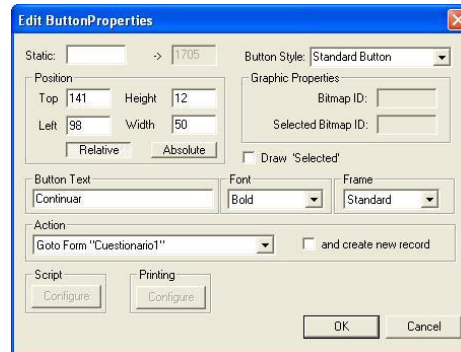 Edit ButtonProperties
Static: -> 1705 Button Style: Standard Button
Position Graphic Properties
Top 141 Height 12 Bitmap ID:
Left 98 Width 50 Selected Bitmap ID:
Relative Absolute Draw 'Selected'
Button Text Font Frame
Continuar Bold Standard
Action
Goto Form "Cuestionario1" and create new record
Script Printing
Configure Configure
OK Cancel